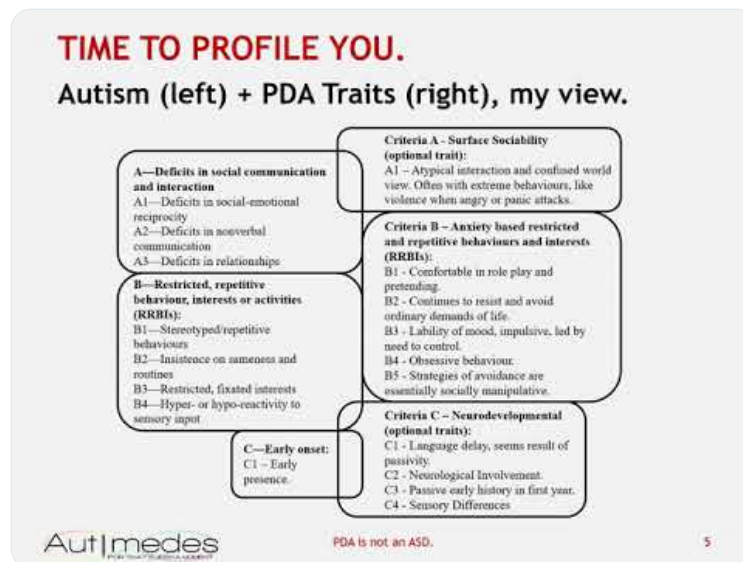 TIME TO PROFILE YOU.
Autism (left) + PDA Traits (right), my view.
A—Deficits in social communication
and interaction
A1—Deficits in social-emotional
reciprocity
A2—Deficits in nonverbal
communication
A3—Deficits in relationships
B—Restricted, repetitive
behaviour, interests or activities
(RRBIs):
B1—Stereotyped/repetitive
behaviours
B2—Insistence on sameness and
routines
B3—Restricted, fixated interests
B4—Hyper- or hypo-reactivity to
sensory input
C—Early onset:
C1 – Early
presence.
Criteria A - Surface Sociability
(optional trait):
A1 – Atypical interaction and confused world
view. Often with extreme behaviours, like
violence when angry or panic attacks.
Criteria B – Anxiety based restricted
and repetitive behaviours and interests
(RRBIs):
B1 - Comfortable in role play and
pretending.
B2 - Continues to resist and avoid
ordinary demands of life.
B3 - Lability of mood, impulsive, led by
need to control.
B4 - Obsessive behaviour.
B5 - Strategies of avoidance are
essentially socially manipulative.
Criteria C – Neurodevelopmental
(optional traits):
C1 - Language delay, seems result of
passivity.
C2 - Neurological Involvement.
C3 - Passive early history in first year.
C4 - Sensory Differences
Aut|medes
PDA is not an ASD.
5